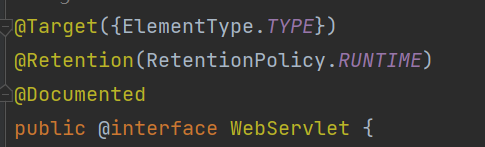 @Target({ElementType.TYPE})
@Retention(RetentionPolicy.RUNTIME)
@Documented
public @interface WebServlet {